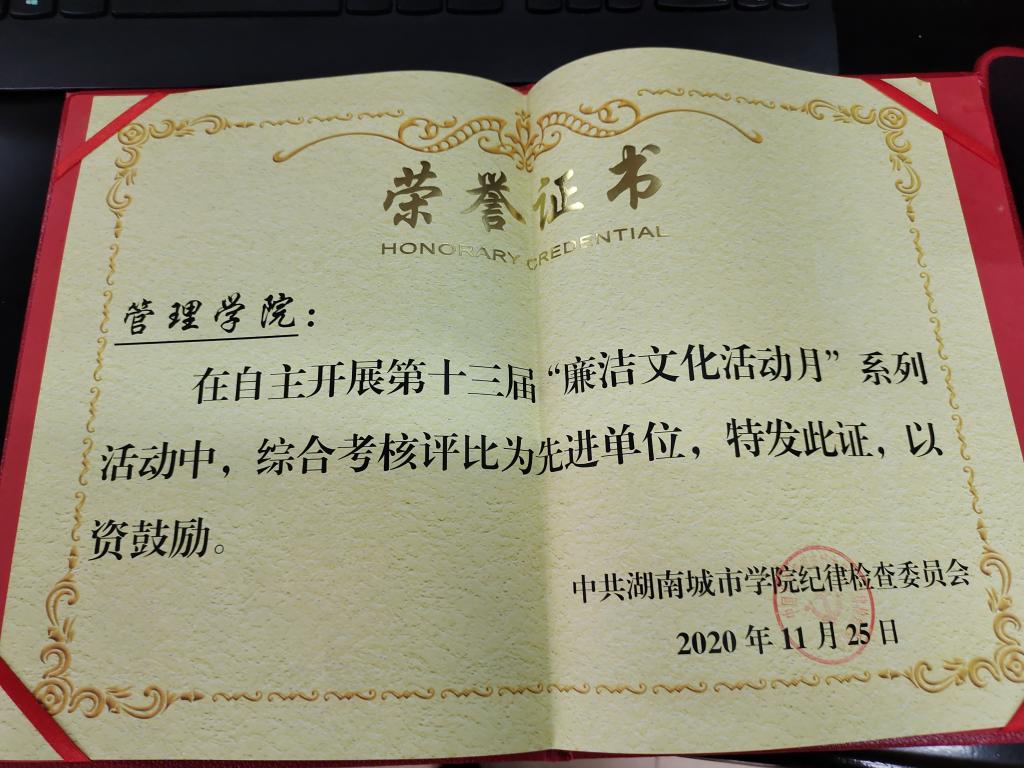 荣誉证书
HONORARY CREDENTIAL
管理学院：
在自主开展第十三届“廉洁文化活动月”系列
活动中，综合考核评比为先进单位，特发此证，以
资鼓励。
中共湖南城市学院纪律检查委员会
2020年11月25日